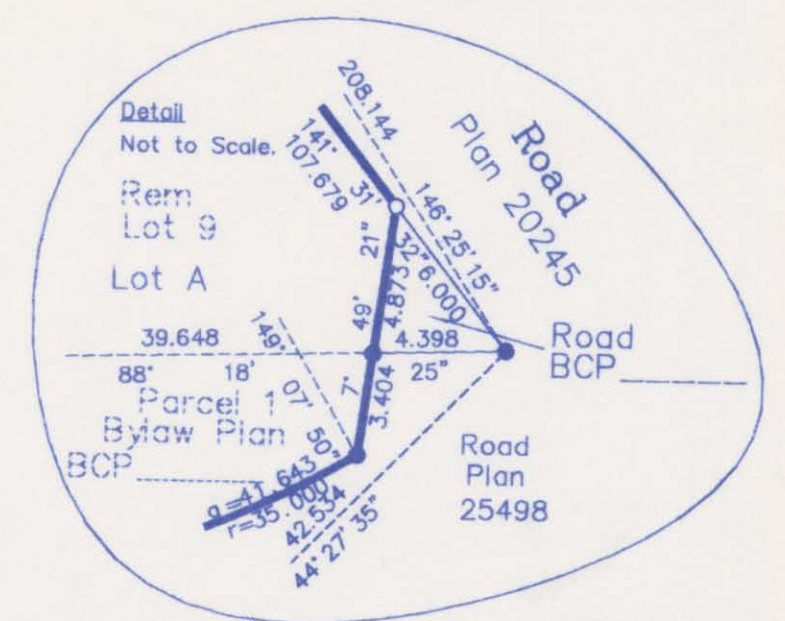 Detail
Not to Scale.
Rem
Lot 9
Lot A
208.144
Road
Plan 20245
141° 31' 32"
107.679
146° 25' 15"
6.000
7° 49' 21"
4.873
3.404
39.648
4.398
88° 18' 25"
149° 07' 50"
Road
BCP
Parcel 1
Bylaw Plan
BCP
a =41.643
r=35.000
42.534
44° 27' 35"
Road
Plan
25498